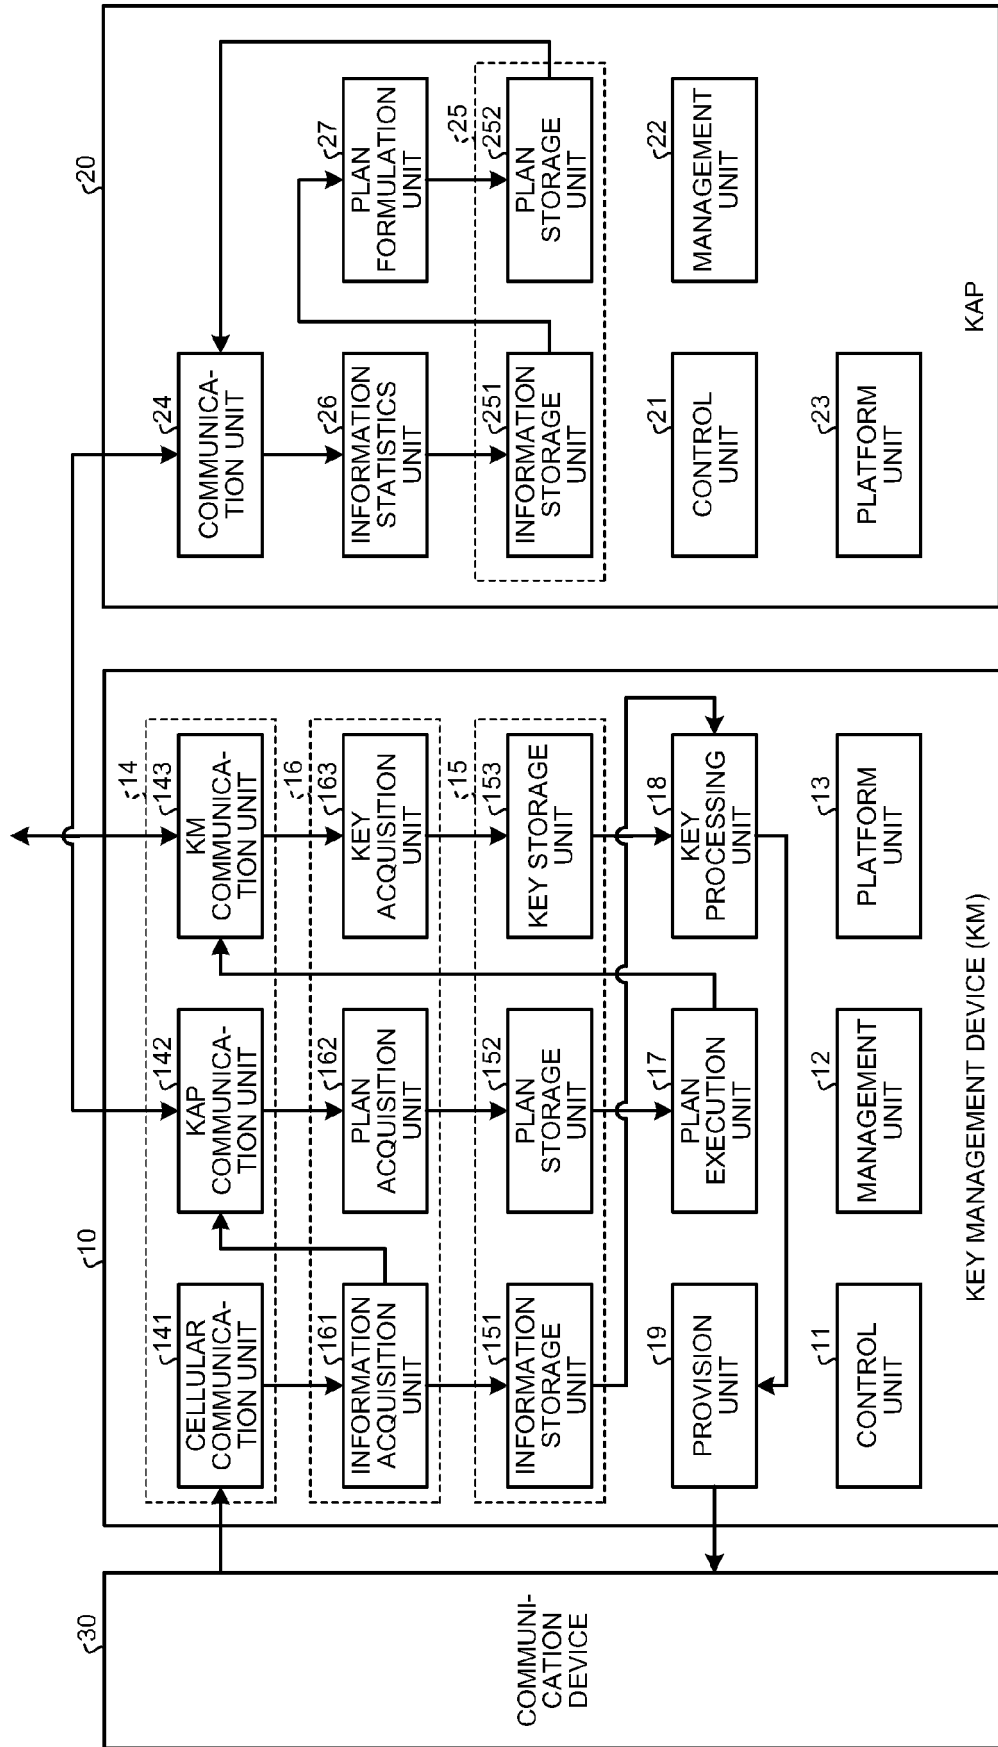 30
COMMUNI-
CATION
DEVICE
10
14
141
CELLULAR
COMMUNICA-
TION UNIT
142
KAP
COMMUNICA-
TION UNIT
143
KM
COMMUNICA-
TION UNIT
16
161
INFORMATION
ACQUISITION
UNIT
162
PLAN
ACQUISITION
UNIT
163
KEY
ACQUISITION
UNIT
15
151
INFORMATION
STORAGE
UNIT
152
PLAN
STORAGE
UNIT
153
KEY STORAGE
UNIT
19
PROVISION
UNIT
17
PLAN
EXECUTION
UNIT
18
KEY
PROCESSING
UNIT
11
CONTROL
UNIT
12
MANAGEMENT
UNIT
13
PLATFORM
UNIT
KEY MANAGEMENT DEVICE (KM)
20
24
COMMUNICA-
TION UNIT
26
INFORMATION
STATISTICS
UNIT
27
PLAN
FORMULATION
UNIT
25
251
INFORMATION
STORAGE
UNIT
252
PLAN
STORAGE
UNIT
21
CONTROL
UNIT
22
MANAGEMENT
UNIT
23
PLATFORM
UNIT
KAP